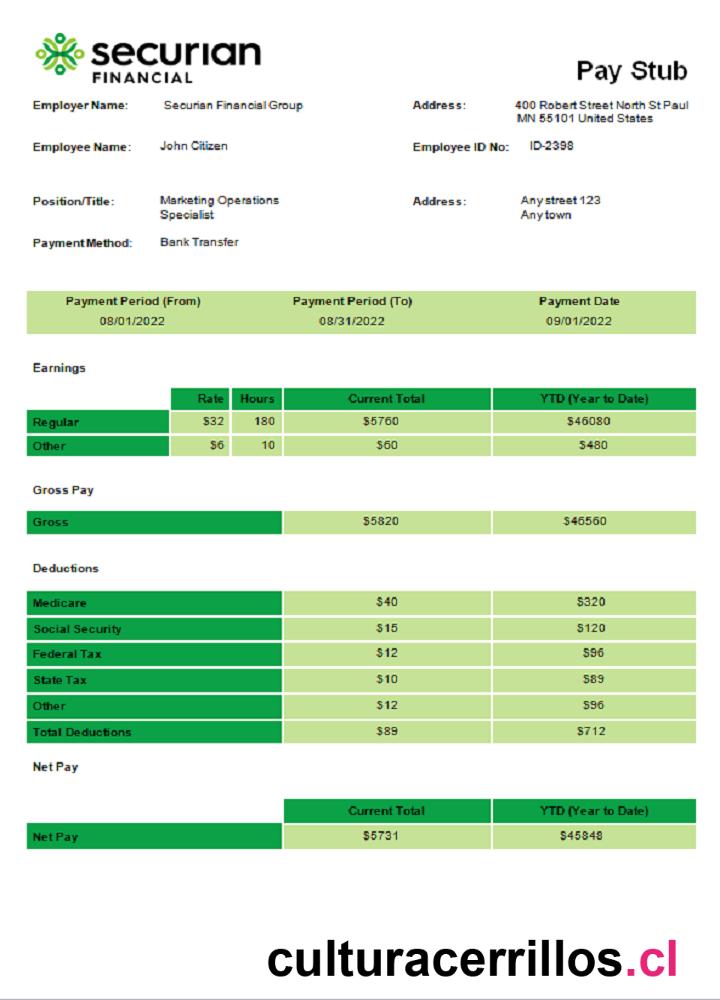 securian
FINANCIAL
Pay Stub
Employer Name: Securian Financial Group Address: 400 Robert Street North St Paul
MN 55101 United States
Employee Name: John Citizen Employee ID No: ID-2398
Position/Title: Marketing Operations Address: Any street 123
Specialist Any town
Payment Method: Bank Transfer
Payment Period (From) Payment Period (To) Payment Date
08/01/2022 08/31/2022 09/01/2022
Earnings
Rate Hours Current Total YTD (Year to Date)
Regular $32 180 $5760 $46080
Other $6 10 $60 $480
Gross Pay
Gross $5820 $46560
Deductions
Medicare $40 $320
Social Security $15 $120
Federal Tax $12 $96
State Tax $10 $89
Other $12 $96
Total Deductions $89 $712
Net Pay
Current Total YTD (Year to Date)
Net Pay $5731 $45848
culturacerrillos.cl